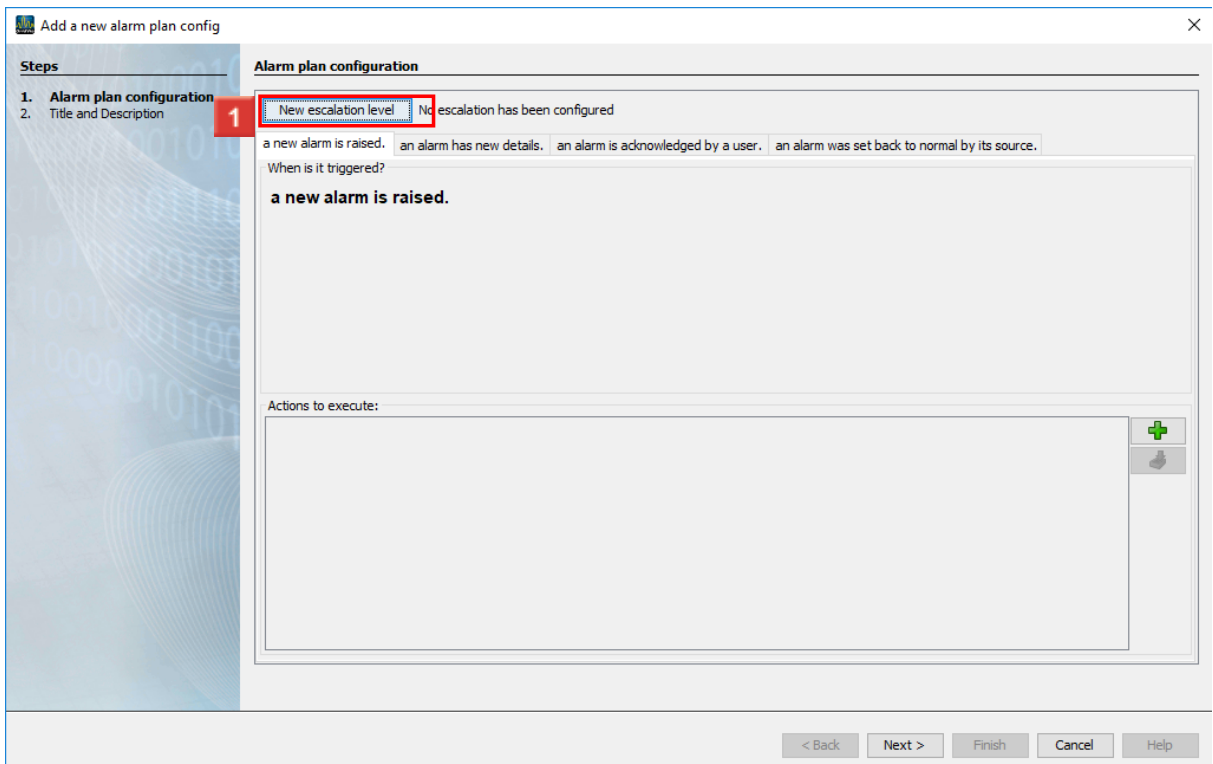 Add a new alarm plan config
Steps
1. Alarm plan configuration
2. Title and Description
Alarm plan configuration
1
New escalation level No escalation has been configured
a new alarm is raised. an alarm has new details. an alarm is acknowledged by a user. an alarm was set back to normal by its source.
When is it triggered?
a new alarm is raised.
Actions to execute:
< Back Next > Finish Cancel Help